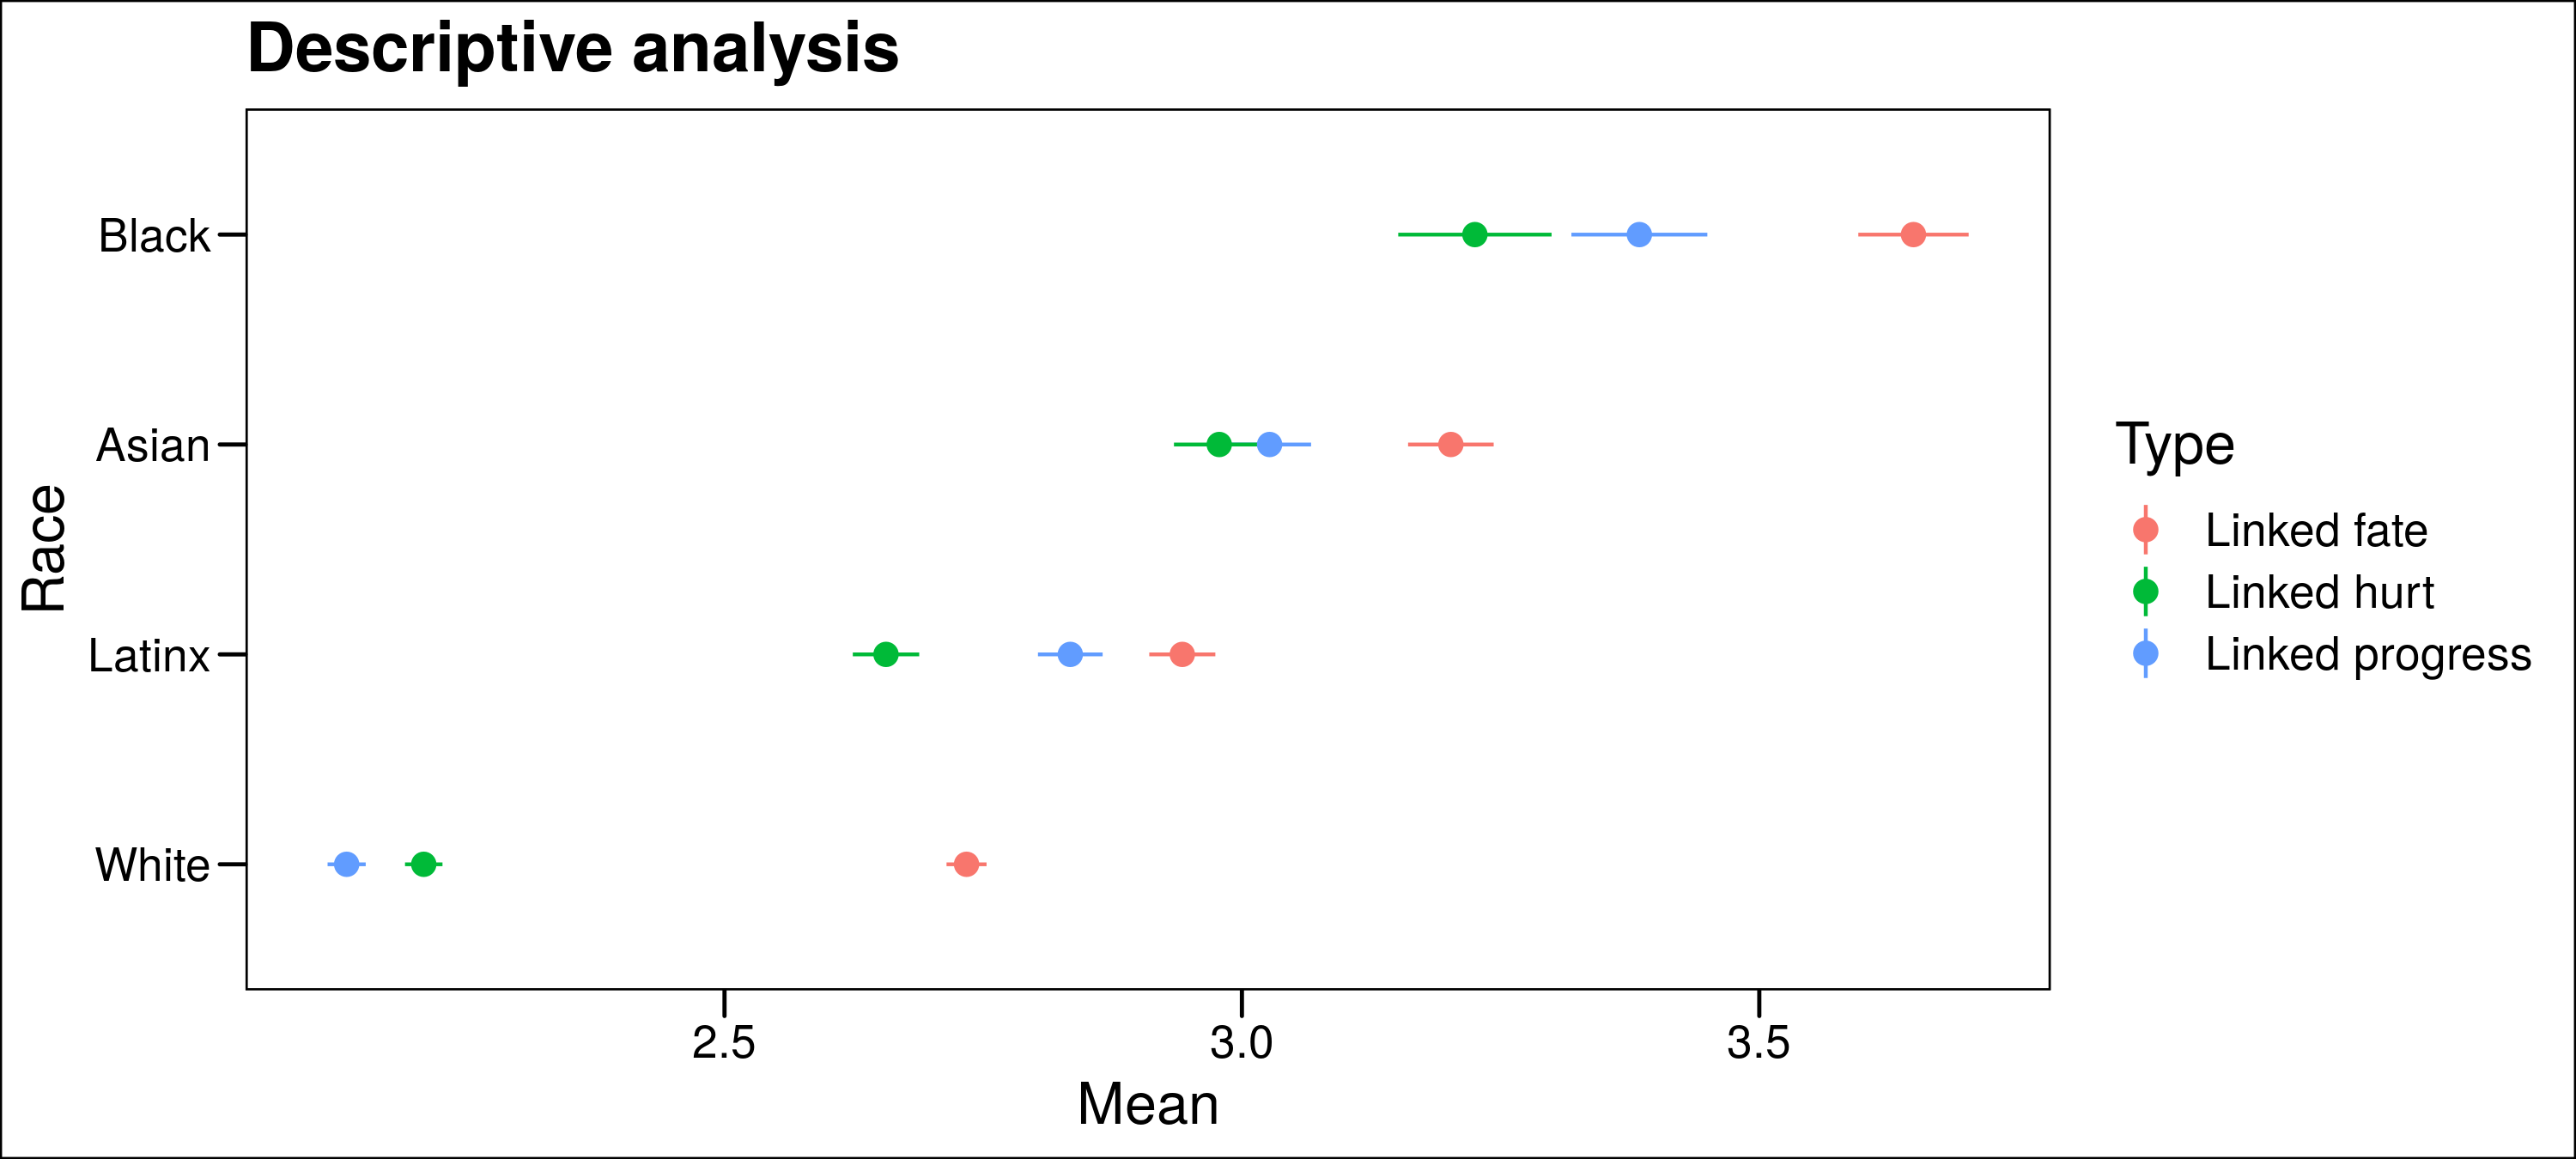 Descriptive analysis
Black
Asian
Latinx
White
Race
2.5 3.0 3.5
Mean
Type
Linked fate
Linked hurt
Linked progress